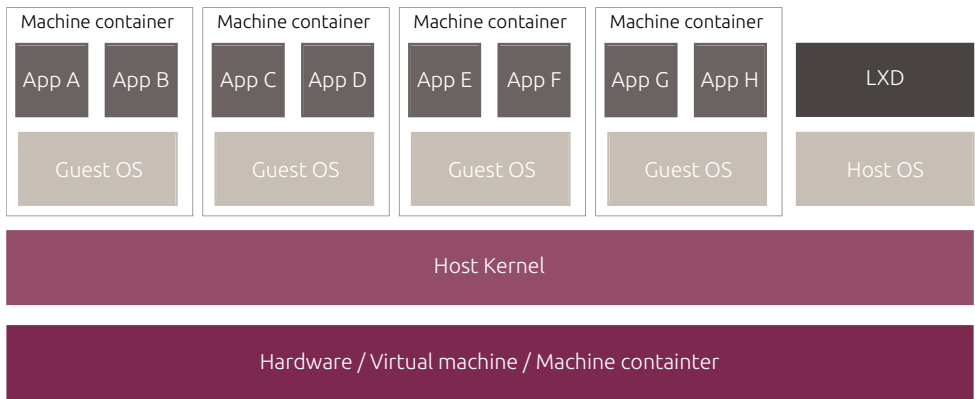 Machine container Machine container Machine container Machine container
App A App B App C App D App E App F App G App H LXD
Guest OS Guest OS Guest OS Guest OS Host OS
Host Kernel
Hardware / Virtual machine / Machine containter